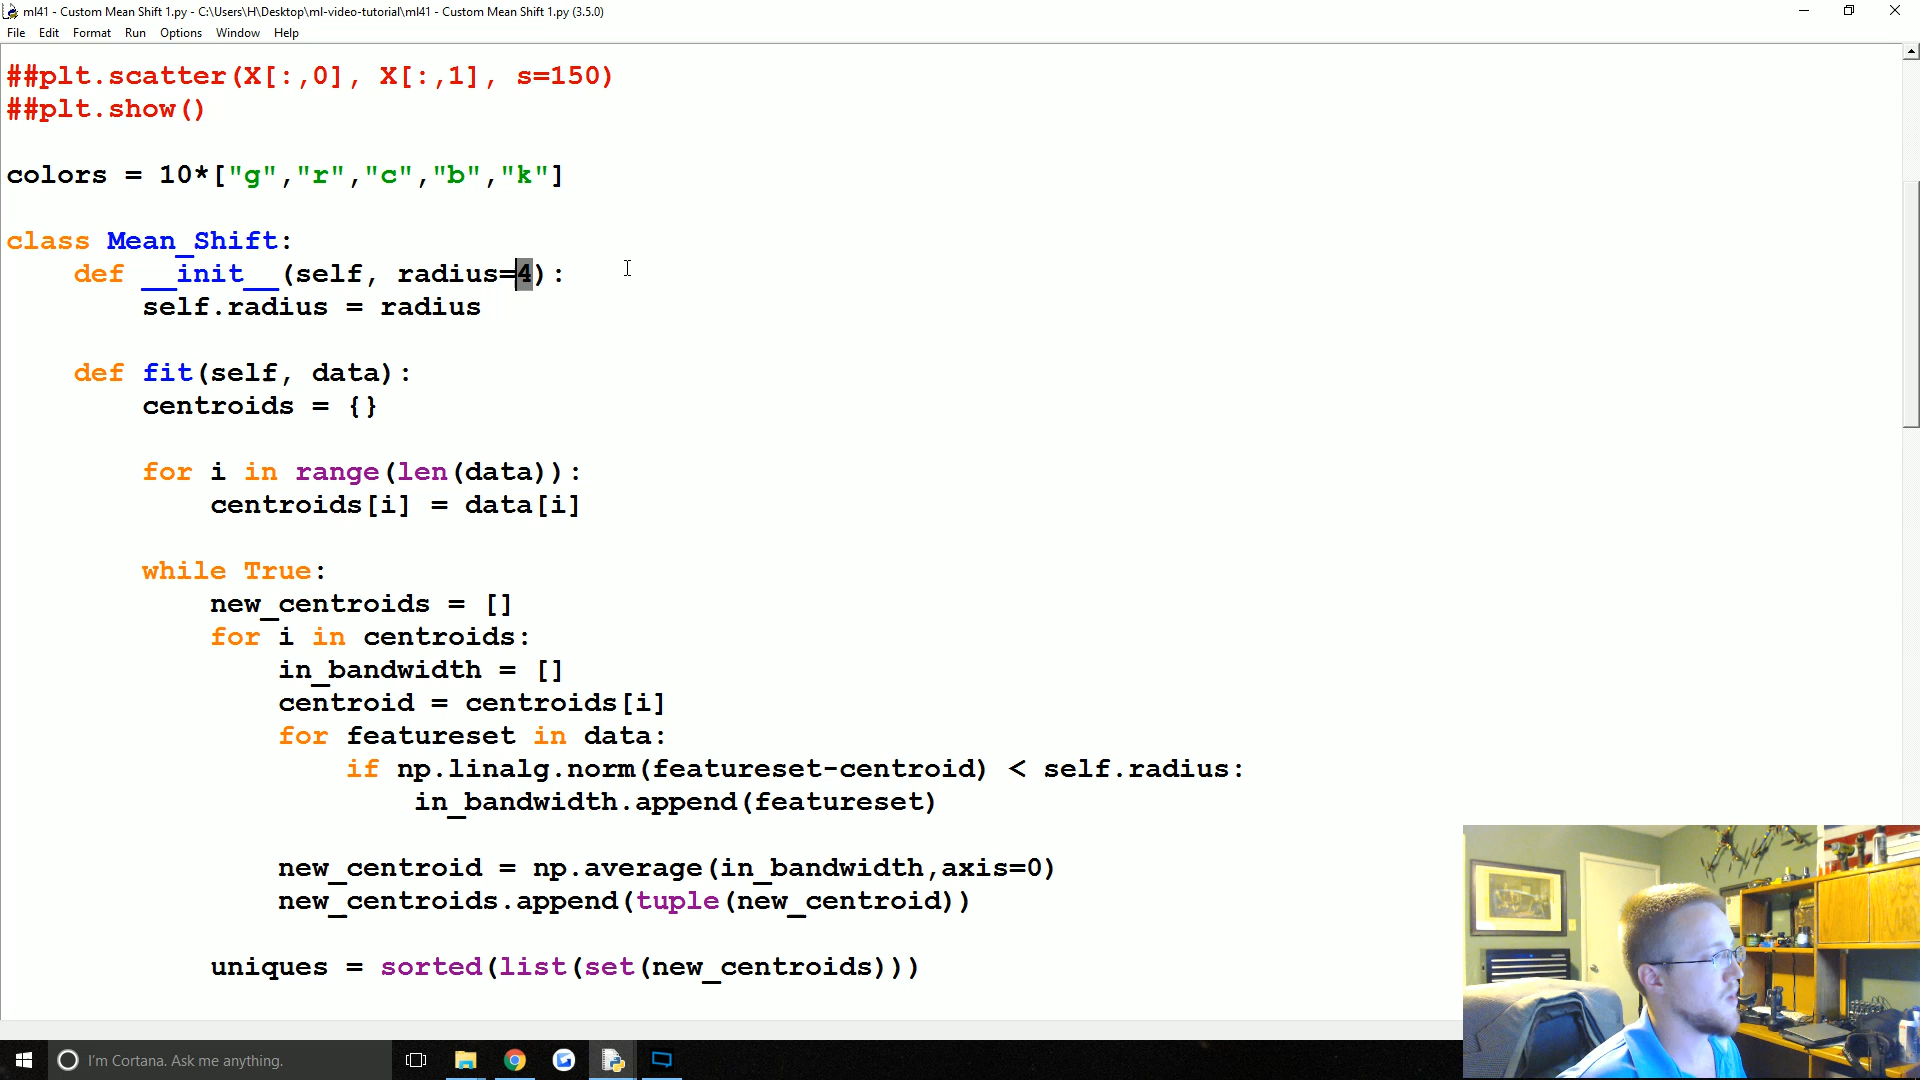 ml41 - Custom Mean Shift 1.py - C:\Users\H\Desktop\ml-video-tutorial\ml41 - Custom Mean Shift 1.py (3.5.0)
File Edit Format Run Options Window Help
##plt.scatter(X[:,0], X[:,1], s=150)
##plt.show()
colors = 10*["g","r","c","b","k"]
class Mean_Shift:
def __init__(self, radius=4):
self.radius = radius
def fit(self, data):
centroids = {}
for i in range(len(data)):
centroids[i] = data[i]
while True:
new_centroids = []
for i in centroids:
in_bandwidth = []
centroid = centroids[i]
for featureset in data:
if np.linalg.norm(featureset-centroid) < self.radius:
in_bandwidth.append(featureset)
new_centroid = np.average(in_bandwidth,axis=0)
new_centroids.append(tuple(new_centroid))
uniques = sorted(list(set(new_centroids)))
I'm Cortana. Ask me anything.